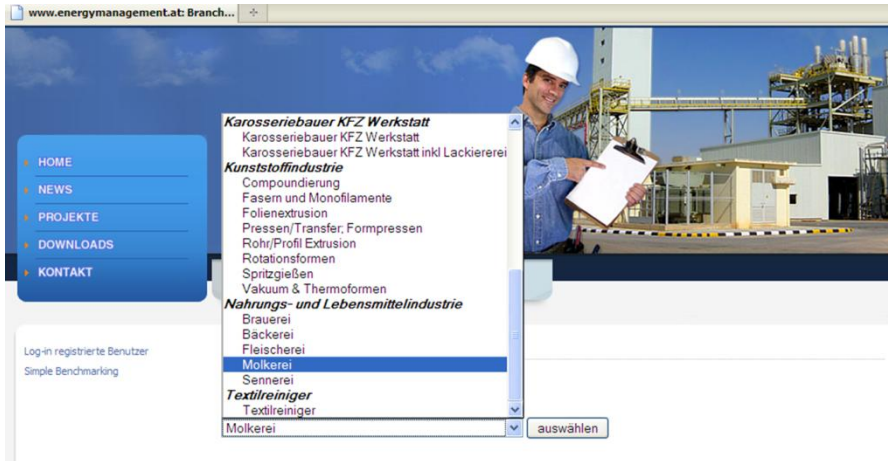 www.energymanagement.at: Branch...
HOME
NEWS
PROJEKTE
DOWNLOADS
KONTAKT
Log-in registrierte Benutzer
Simple Benchmarking
Karosseriebauer KFZ Werkstatt
Karosseriebauer KFZ Werkstatt
Karosseriebauer KFZ Werkstatt inkl Lackiererei
Kunststoffindustrie
Compoundierung
Fasern und Monofilamente
Folienextrusion
Pressen/Transfer; Formpressen
Rohr/Profil Extrusion
Rotationsformen
Spritzgießen
Vakuum & Thermoformen
Nahrungs- und Lebensmittelindustrie
Brauerei
Bäckerei
Fleischerei
Molkerei
Sennerei
Textilreiniger
Textilreiniger
Molkerei
auswählen